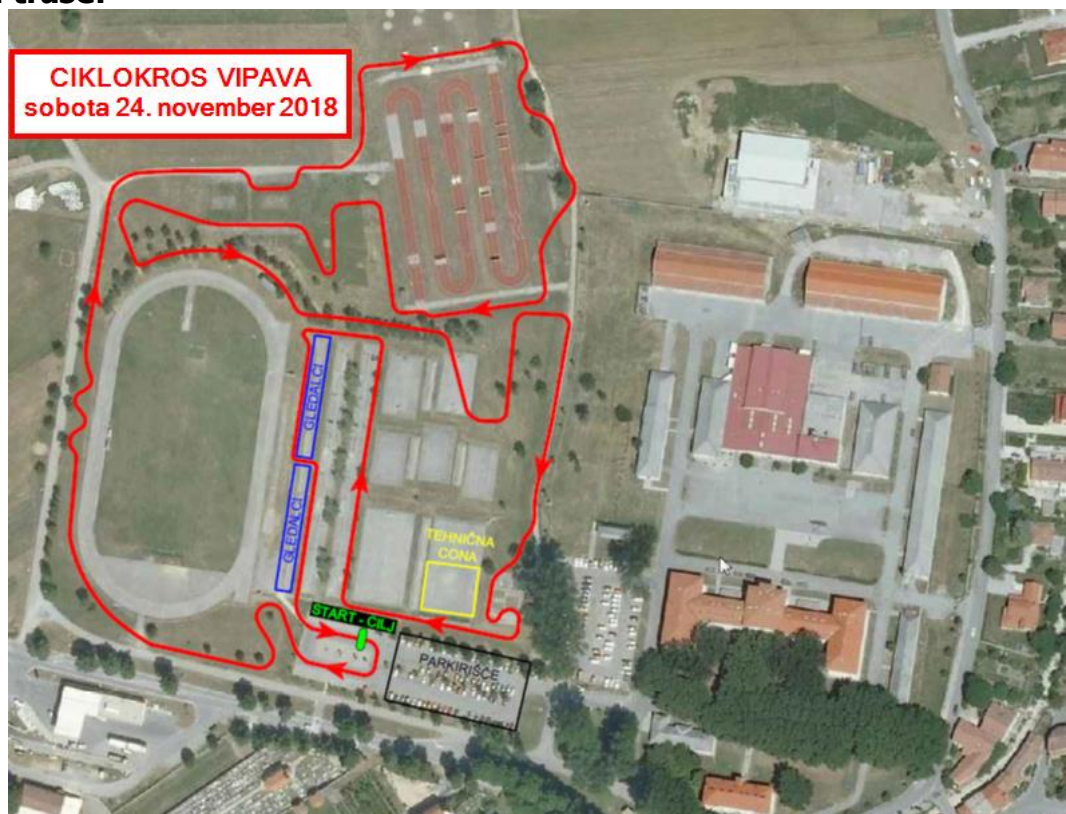 CIKLOKROS VIPAVA
sobota 24. november 2018
GLEDALCI
GLEDALCI
TEHNIČNA
CONA
START - CILJ
PARKIRIŠČE